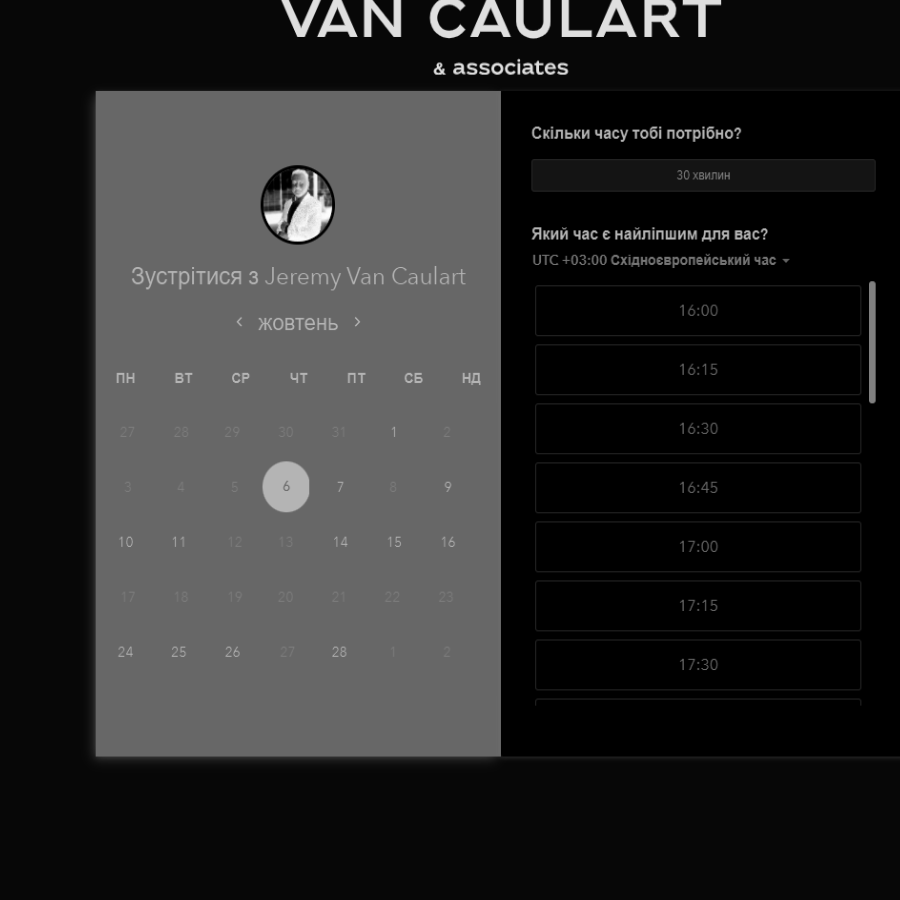 VAN CAULART
& associates
Зустрітися з Jeremy Van Caulart
жовтень
ПН ВТ СР ЧТ ПТ СБ НД
27 28 29 30 31 1 2
3 4 5 6 7 8 9
10 11 12 13 14 15 16
17 18 19 20 21 22 23
24 25 26 27 28 1 2
Скільки часу тобі потрібно?
30 хвилин
Який час є найліпшим для вас?
UTC +03:00 Східноєвропейський час
16:00
16:15
16:30
16:45
17:00
17:15
17:30